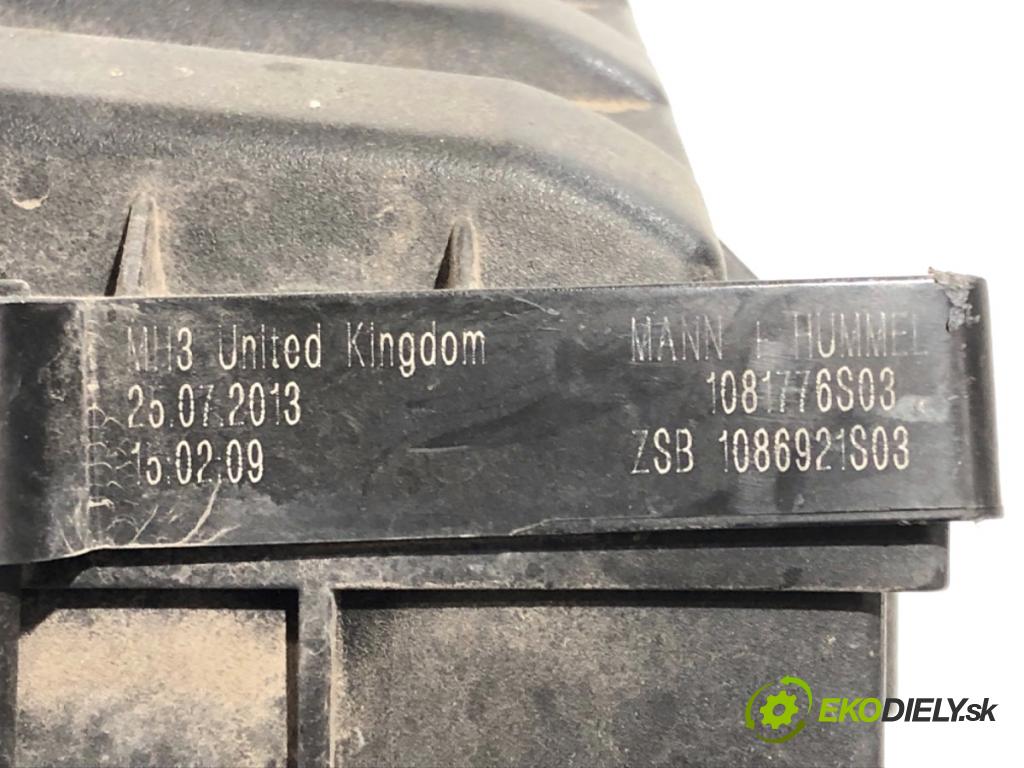 MH3 United Kingdom
25.07.2013
15:02:09
MANN + HUMMEL
1081776S03
ZSB 1086921S03
EKODIELY.sk